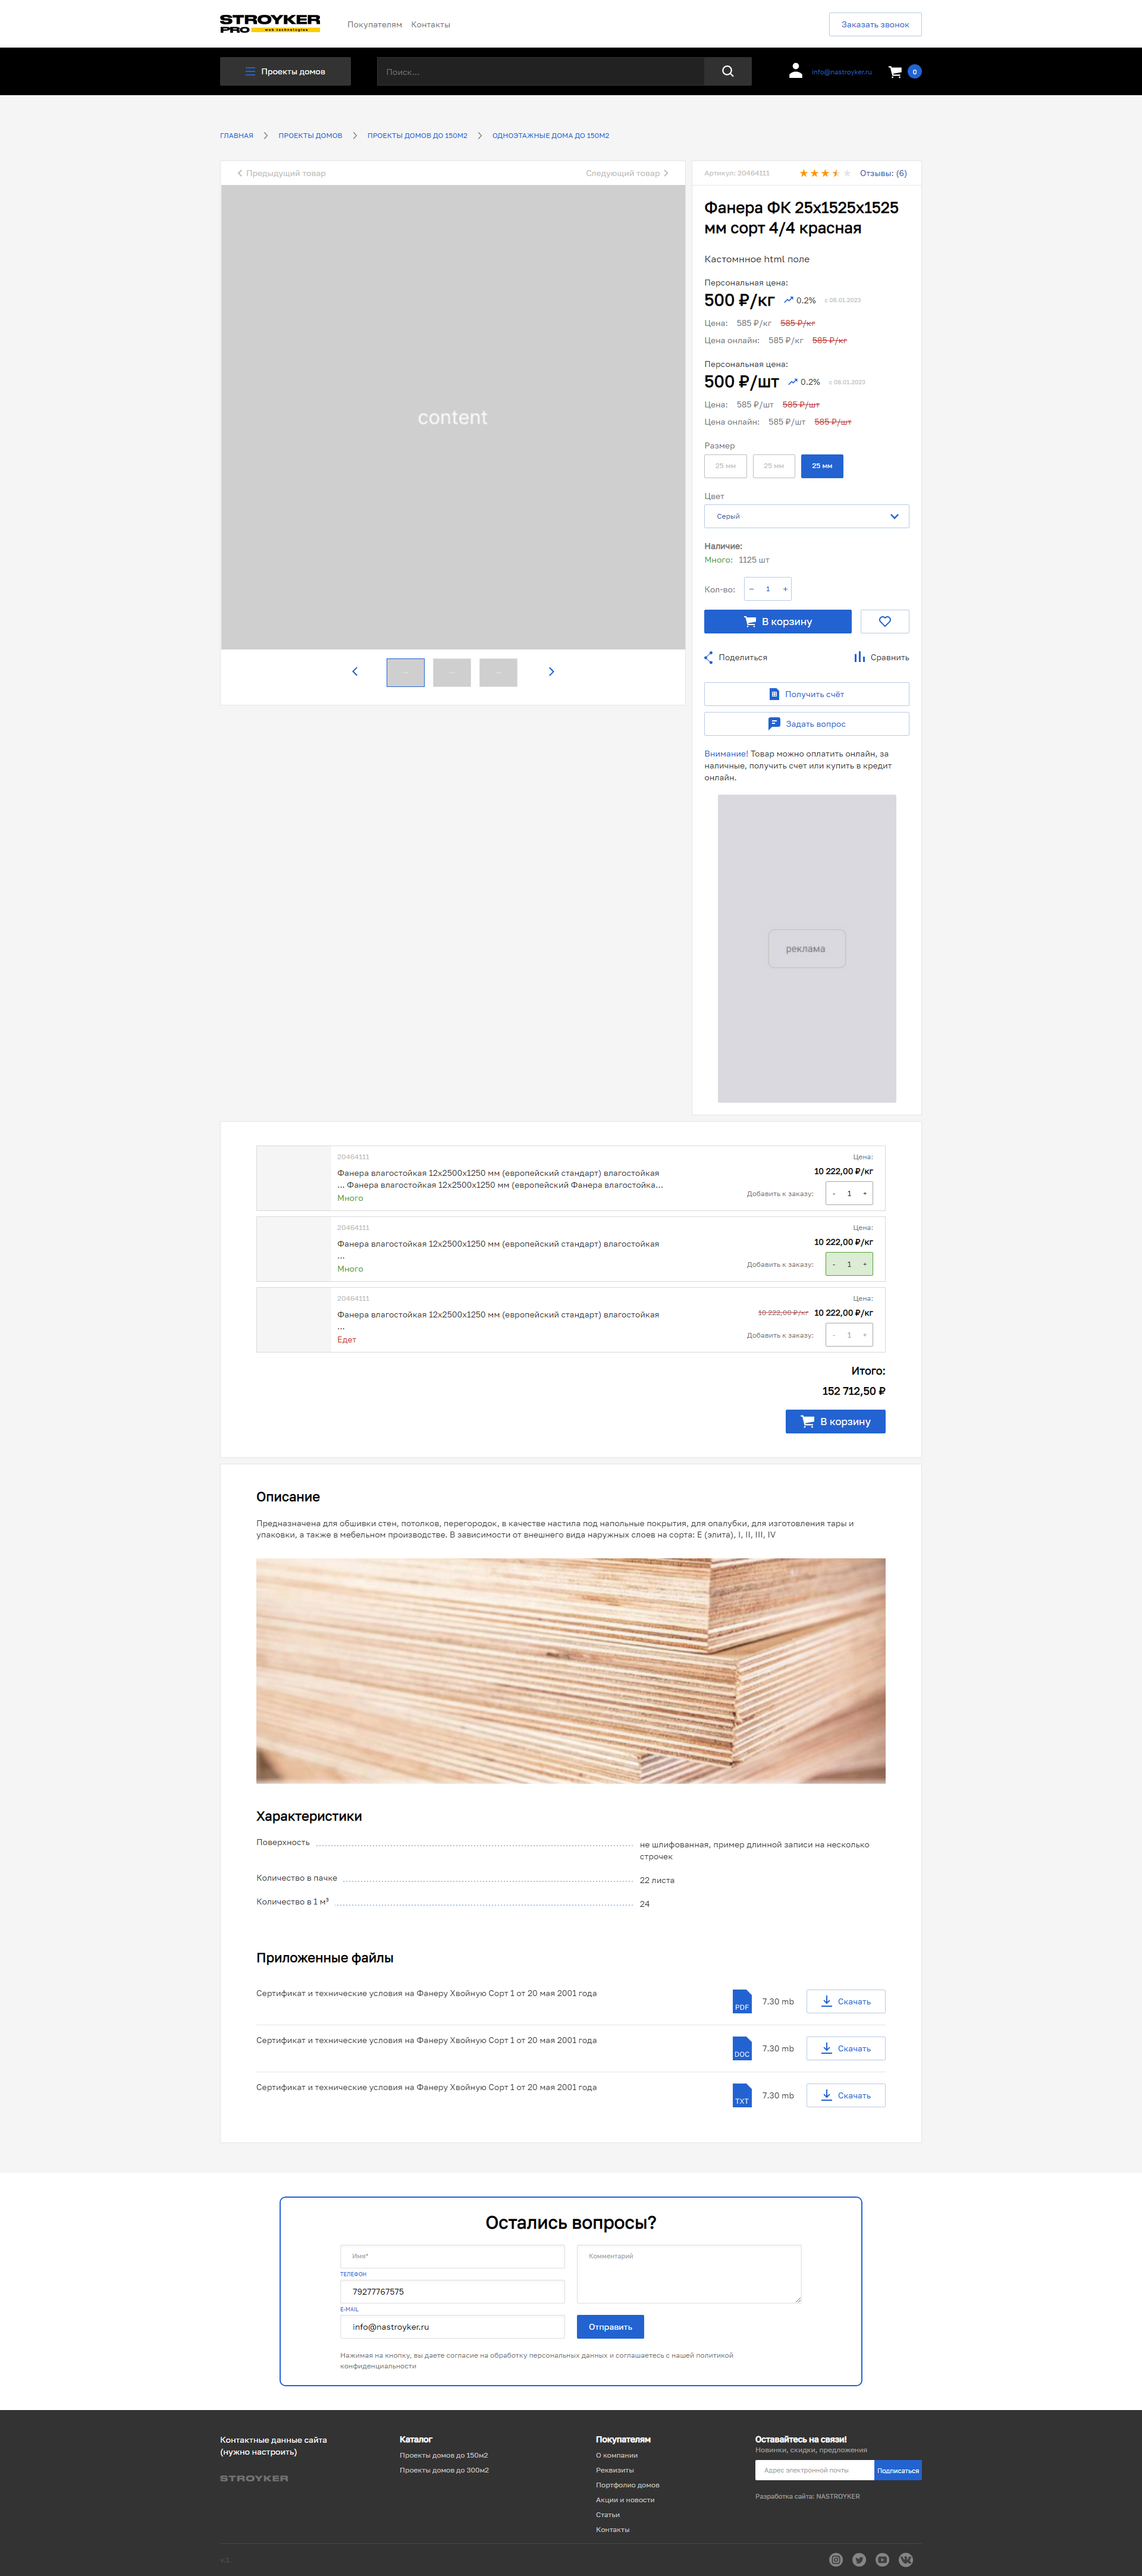 STROYKER
PRO web technologies
Покупателям Контакты
Заказать звонок
Проекты домов
Поиск...
info@nastroyker.ru
0
ГЛАВНАЯ
ПРОЕКТЫ ДОМОВ
ПРОЕКТЫ ДОМОВ ДО 150М2
ОДНОЭТАЖНЫЕ ДОМА ДО 150М2
Предыдущий товар
Следующий товар
content
Артикул: 20464111
Отзывы: (6)
Фанера ФК 25х1525х1525
мм сорт 4/4 красная
Кастомнное html поле
Персональная цена:
500 ₽/кг 0.2% с 08.01.2023
Цена: 585 ₽/кг 585 ₽/кг
Цена онлайн: 585 ₽/кг 585 ₽/кг
Персональная цена:
500 ₽/шт 0.2% с 08.01.2023
Цена: 585 ₽/шт 585 ₽/шт
Цена онлайн: 585 ₽/шт 585 ₽/шт
Размер
25 мм 25 мм 25 мм
Цвет
Серый
Наличие:
Много: 1125 шт
Кол-во: – 1 +
В корзину
Поделиться
Сравнить
Получить счёт
Задать вопрос
Внимание! Товар можно оплатить онлайн, за
наличные, получить счет или купить в кредит
онлайн.
реклама
20464111
Фанера влагостойкая 12х2500х1250 мм (европейский стандарт) влагостойкая
... Фанера влагостойкая 12х2500х1250 мм (европейский Фанера влагостойка...
Много
Цена:
10 222,00 ₽/кг
Добавить к заказу: - 1 +
20464111
Фанера влагостойкая 12х2500х1250 мм (европейский стандарт) влагостойкая
...
Много
Цена:
10 222,00 ₽/кг
Добавить к заказу: - 1 +
20464111
Фанера влагостойкая 12х2500х1250 мм (европейский стандарт) влагостойкая
...
Едет
Цена:
10 222,00 ₽/кг 10 222,00 ₽/кг
Добавить к заказу: - 1 +
Итого:
152 712,50 ₽
В корзину
Описание
Предназначена для обшивки стен, потолков, перегородок, в качестве настила под напольные покрытия, для опалубки, для изготовления тары и
упаковки, а также в мебельном производстве. В зависимости от внешнего вида наружных слоев на сорта: Е (элита), I, II, III, IV
Характеристики
Поверхность не шлифованная, пример длинной записи на несколько
строчек
Количество в пачке 22 листа
Количество в 1 м³ 24
Приложенные файлы
Сертификат и технические условия на Фанеру Хвойную Сорт 1 от 20 мая 2001 года PDF 7.30 mb Скачать
Сертификат и технические условия на Фанеру Хвойную Сорт 1 от 20 мая 2001 года DOC 7.30 mb Скачать
Сертификат и технические условия на Фанеру Хвойную Сорт 1 от 20 мая 2001 года TXT 7.30 mb Скачать
Остались вопросы?
Имя*
ТЕЛЕФОН
79277767575
E-MAIL
info@nastroyker.ru
Комментарий
Отправить
Нажимая на кнопку, вы даете согласие на обработку персональных данных и соглашаетесь с нашей политикой
конфиденциальности
Контактные данные сайта
(нужно настроить)
STROYKER
Каталог
Проекты домов до 150м2
Проекты домов до 300м2
Покупателям
О компании
Реквизиты
Портфолио домов
Акции и новости
Статьи
Контакты
Оставайтесь на связи!
Новинки, скидки, предложения
Адрес электронной почты
Подписаться
Разработка сайта: NASTROYKER